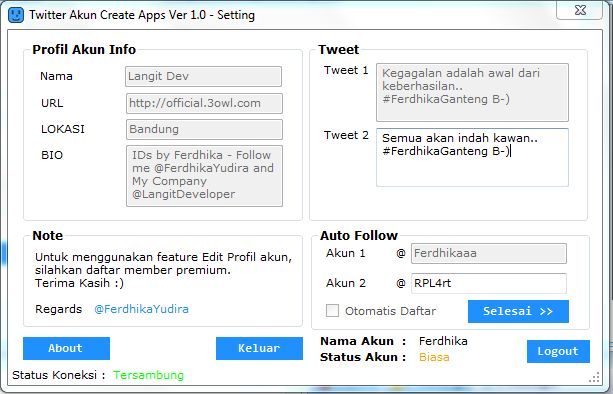 Twitter Akun Create Apps Ver 1.0 - Setting
Profil Akun Info
Nama Langit Dev
URL http://official.3owl.com
LOKASI Bandung
BIO IDs by Ferdhika - Follow
me @FerdhikaYudira and
My Company
@LangitDeveloper
Tweet
Tweet 1 Kegagalan adalah awal dari
keberhasilan..
#FerdhikaGanteng B-)
Tweet 2 Semua akan indah kawan..
#FerdhikaGanteng B-)
Note
Untuk menggunakan feature Edit Profil akun,
silahkan daftar member premium.
Terima Kasih :)
Regards @FerdhikaYudira
Auto Follow
Akun 1 @ Ferdhikaaa
Akun 2 @ RPL4rt
Otomatis Daftar Selesai >>
About Keluar
Nama Akun : Ferdhika
Status Akun : Biasa
Logout
Status Koneksi : Tersambung